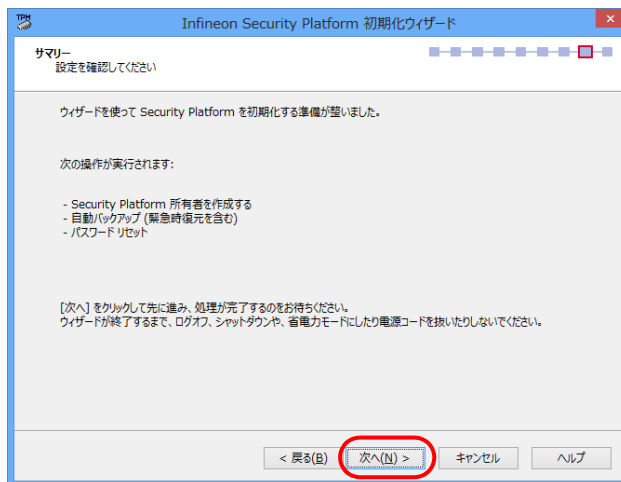 TPM
Infineon Security Platform 初期化ウィザード
サマリー
設定を確認してください
ウィザードを使って Security Platform を初期化する準備が整いました。
次の操作が実行されます:
- Security Platform 所有者を作成する
- 自動バックアップ (緊急時復元を含む)
- パスワード リセット
[次へ] をクリックして先に進み、処理が完了するのをお待ちください。
ウィザードが終了するまで、ログオフ、シャットダウンや、省電力モードにしたり電源コードを抜いたりしないでください。
< 戻る(B) 次へ(N) > キャンセル ヘルプ